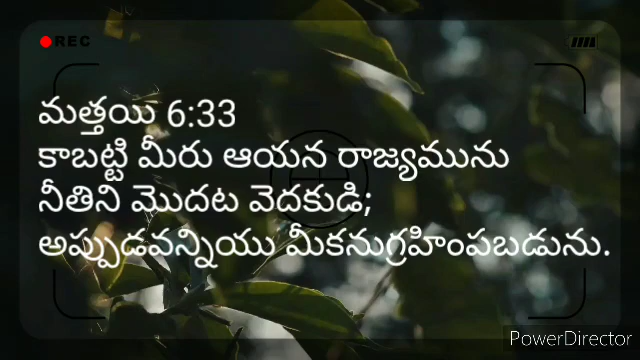 REC
మత్తయి 6:33
కాబట్టి మీరు ఆయన రాజ్యమును
నీతిని మొదట వెదకుడి;
అప్పుడవన్నియు మీకనుగ్రహింపబడును.
PowerDirector